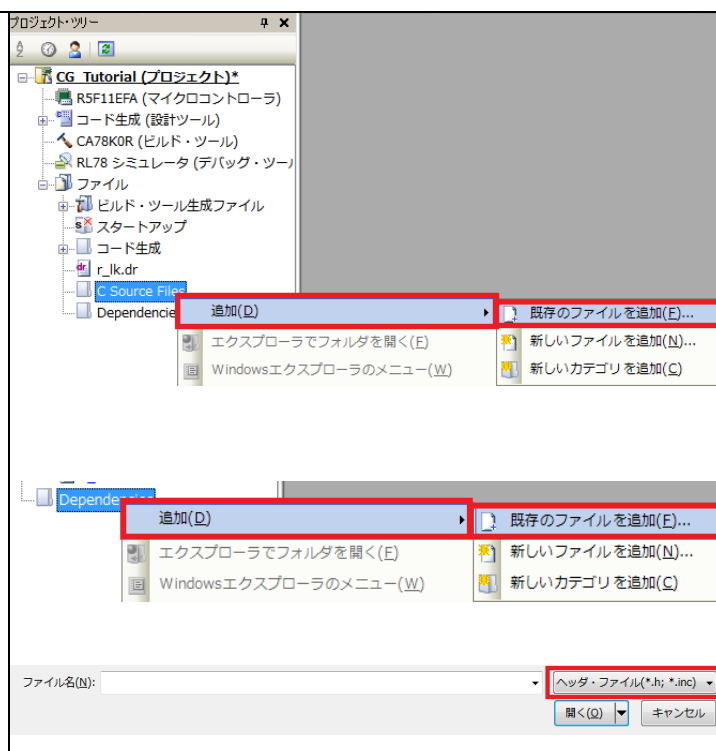 プロジェクト・ツリー
CG_Tutorial (プロジェクト)*
R5F11EFA (マイクロコントローラ)
コード生成 (設計ツール)
CA78K0R (ビルド・ツール)
RL78 シミュレータ (デバッグ・ツール
ファイル
ビルド・ツール生成ファイル
スタートアップ
コード生成
r_lk.dr
C Source Files
Dependencie
追加(D)
既存のファイルを追加(F)...
エクスプローラでフォルダを開く(F)
新しいファイルを追加(N)...
Windowsエクスプローラのメニュー(W)
新しいカテゴリを追加(C)
Dependencies
追加(D)
既存のファイルを追加(F)...
エクスプローラでフォルダを開く(F)
新しいファイルを追加(N)...
Windowsエクスプローラのメニュー(W)
新しいカテゴリを追加(C)
ファイル名(N):
ヘッダ・ファイル(*.h; *.inc)
開く(O)
キャンセル